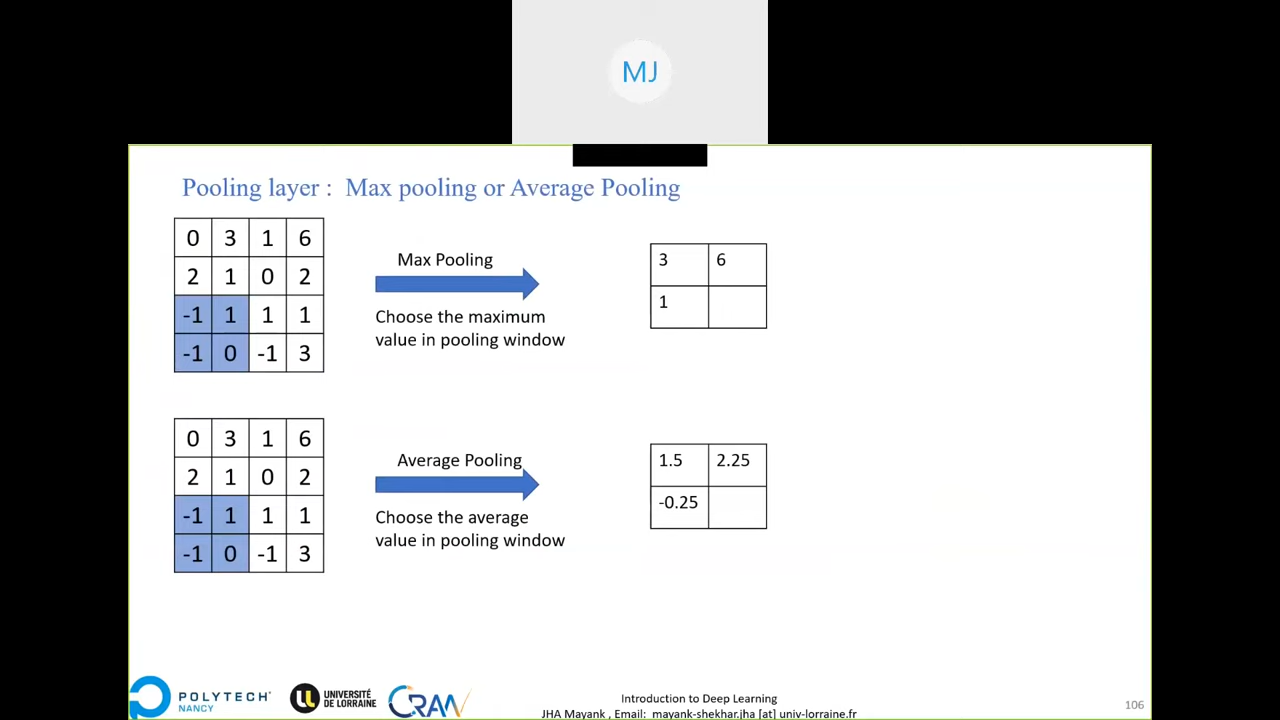 MJ
Pooling layer : Max pooling or Average Pooling
0 3 1 6
2 1 0 2
-1 1 1 1
-1 0 -1 3
Max Pooling
Choose the maximum
value in pooling window
3 6
1
0 3 1 6
2 1 0 2
-1 1 1 1
-1 0 -1 3
Average Pooling
Choose the average
value in pooling window
1.5 2.25
-0.25
POLYTECH
NANCY
UNIVERSITÉ
DE LORRAINE
CRAN
Introduction to Deep Learning
JHA Mayank , Email: mayank-shekhar.jha [at] univ-lorraine.fr
106